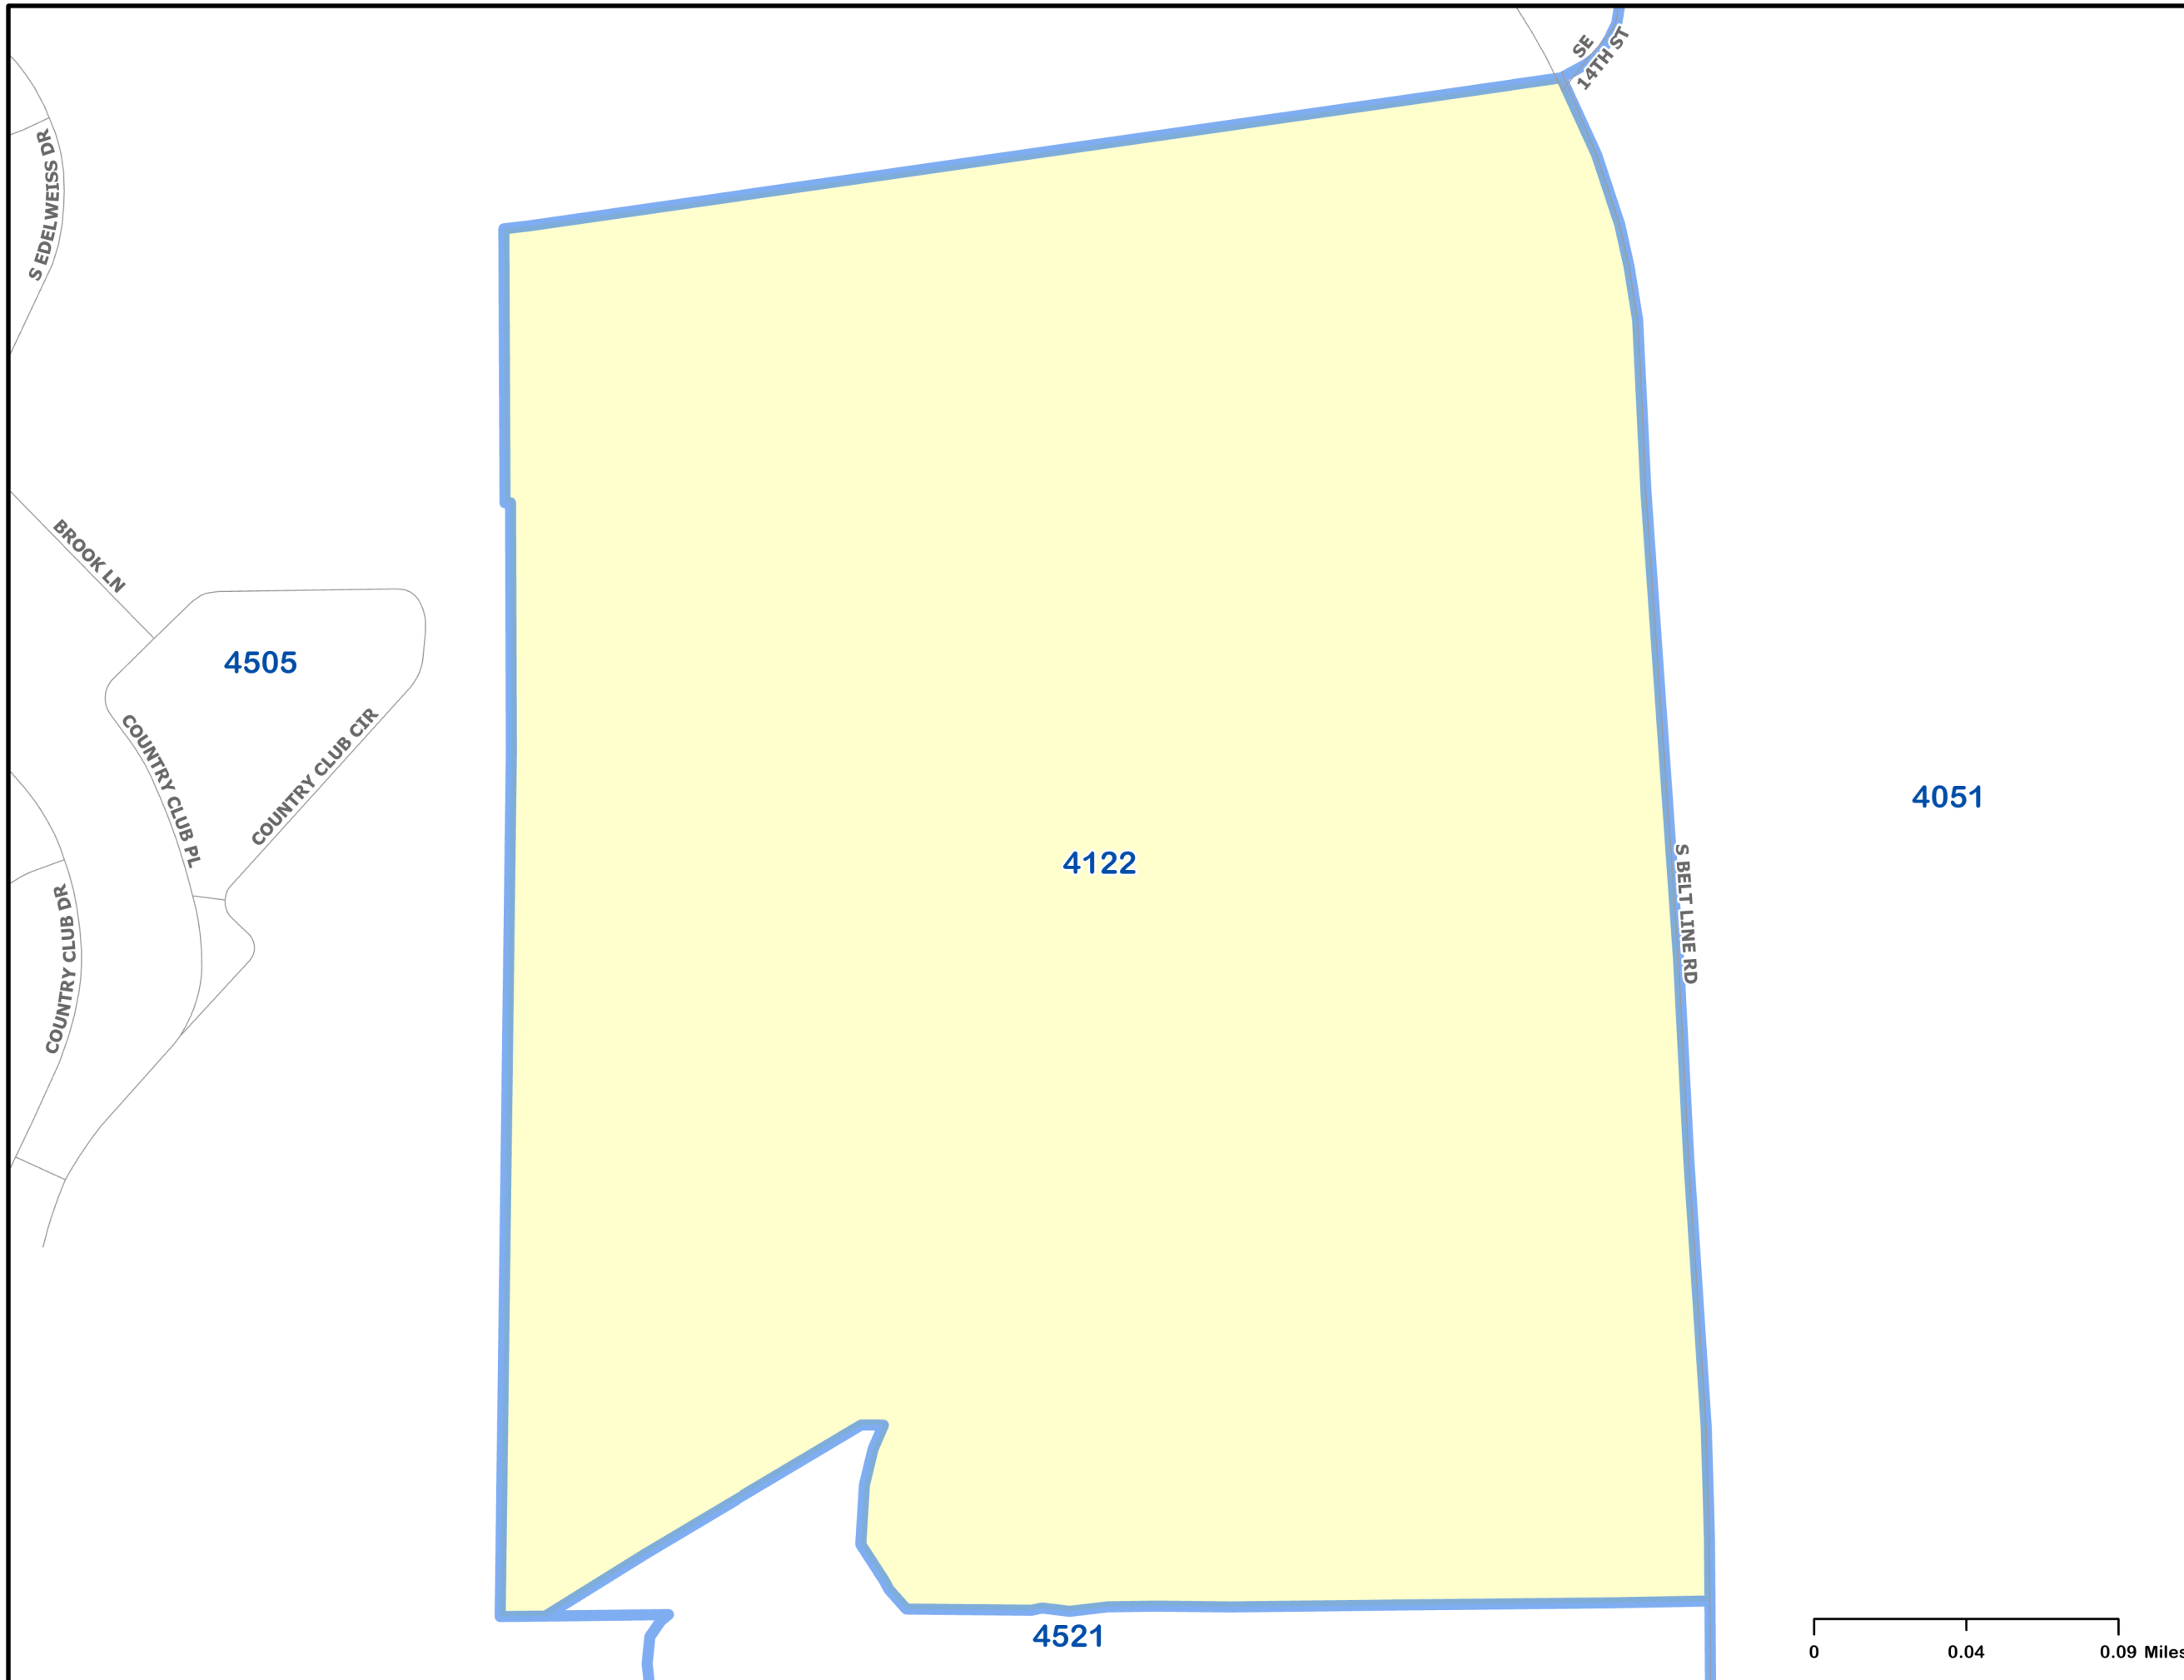 SE
14TH ST
S EDELWEISS DR
BROOK LN
4505
COUNTRY CLUB PL
COUNTRY CLUB CIR
4051
4122
S BELT LINE RD
COUNTRY CLUB DR
4521
0 0.04 0.09 Miles